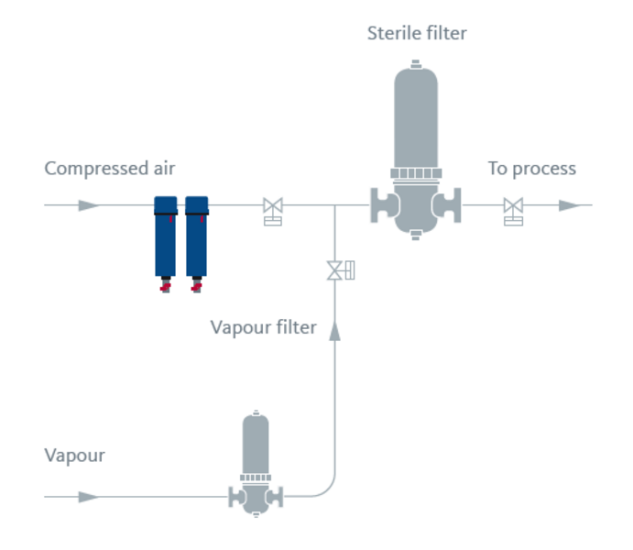 Sterile filter
Compressed air
To process
Vapour filter
Vapour